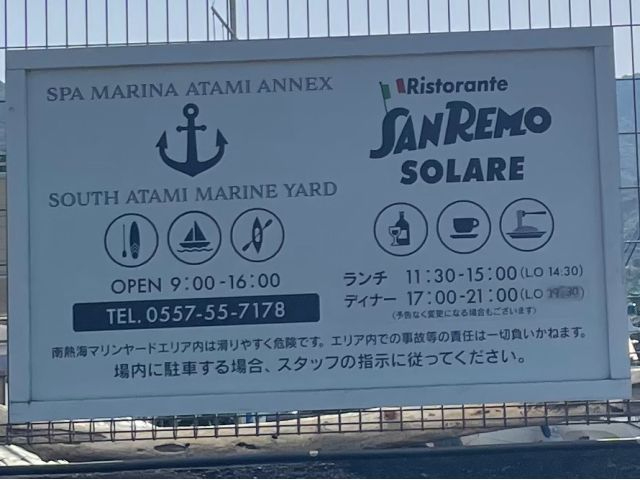 SPA MARINA ATAMI ANNEX
SOUTH ATAMI MARINE YARD
OPEN 9:00-16:00
TEL. 0557-55-7178
Ristorante
SANREMO
SOLARE
ランチ 11:30-15:00(LO 14:30)
ディナー 17:00-21:00(LO
(予告なく変更になる場合もございます)
南熱海マリンヤードエリア内は滑りやすく危険です。エリア内での事故等の責任は一切負いかねます。
場内に駐車する場合、スタッフの指示に従ってください。